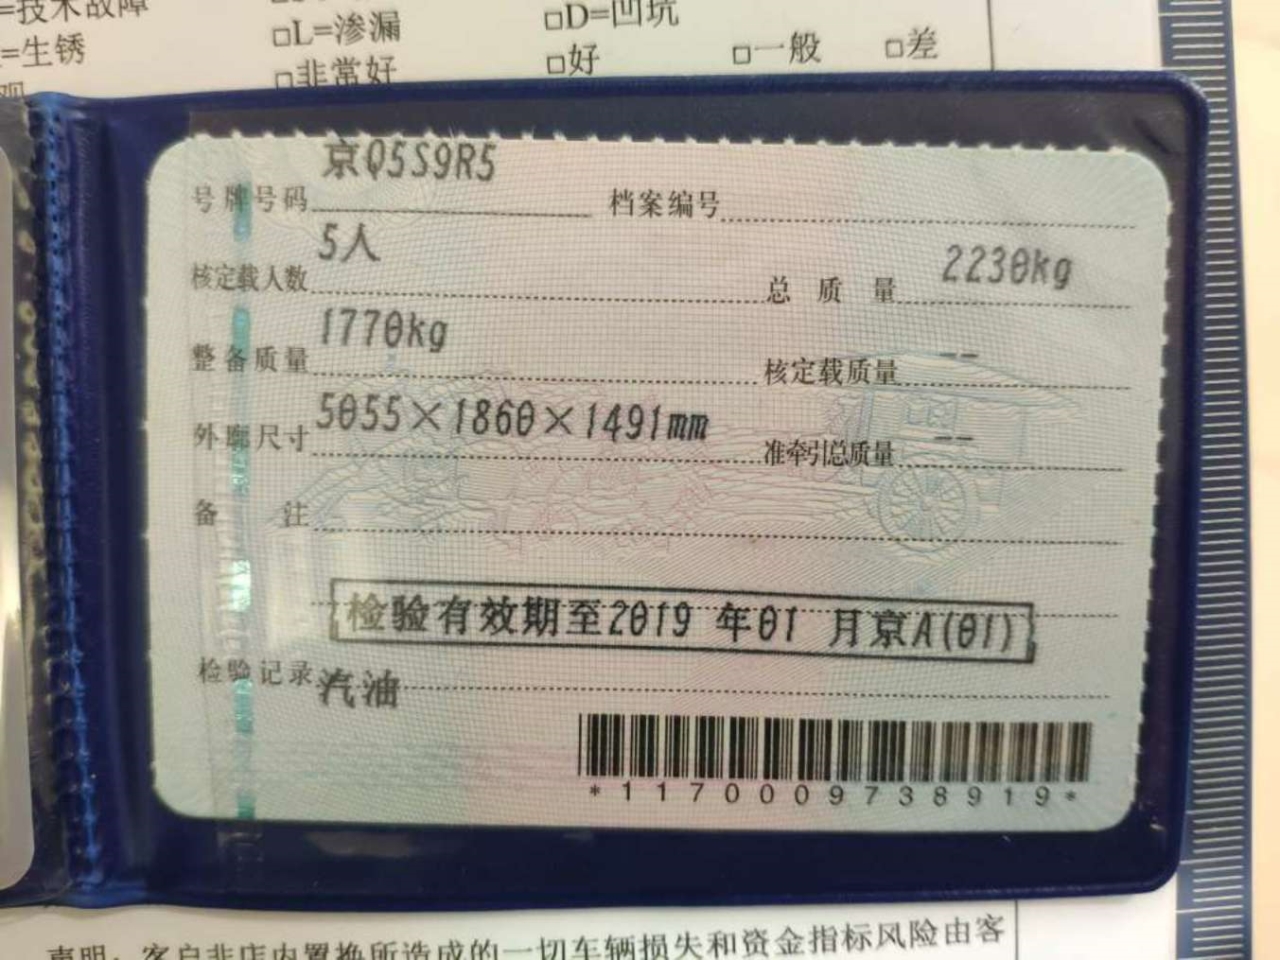 =技术故障
□L=渗漏 □D=凹坑
=生锈
□非常好 □好 □一般 □差
观
京Q5S9R5
号牌号码 档案编号
5人
核定载人数 总质量 2230kg
1770kg
整备质量 核定载质量 --
5055×1860×1491mm
外廓尺寸 准牵引总质量 --
备注
检验有效期至2019 年01 月京A(01)
检验记录 汽油
*1170009738919*
声明：客户非店内置换所造成的一切车辆损失和资金指标风险由客